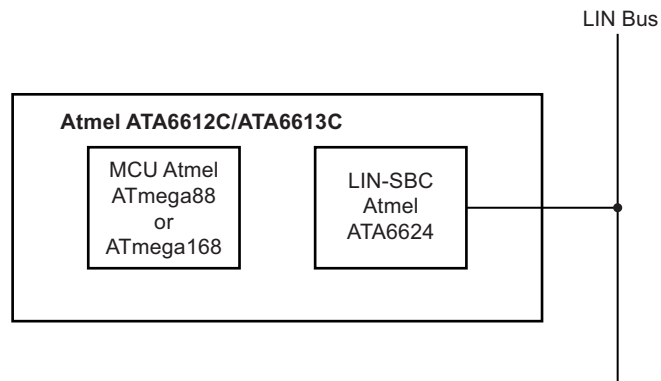 LIN Bus
Atmel ATA6612C/ATA6613C
MCU Atmel
ATmega88
or
ATmega168
LIN-SBC
Atmel
ATA6624